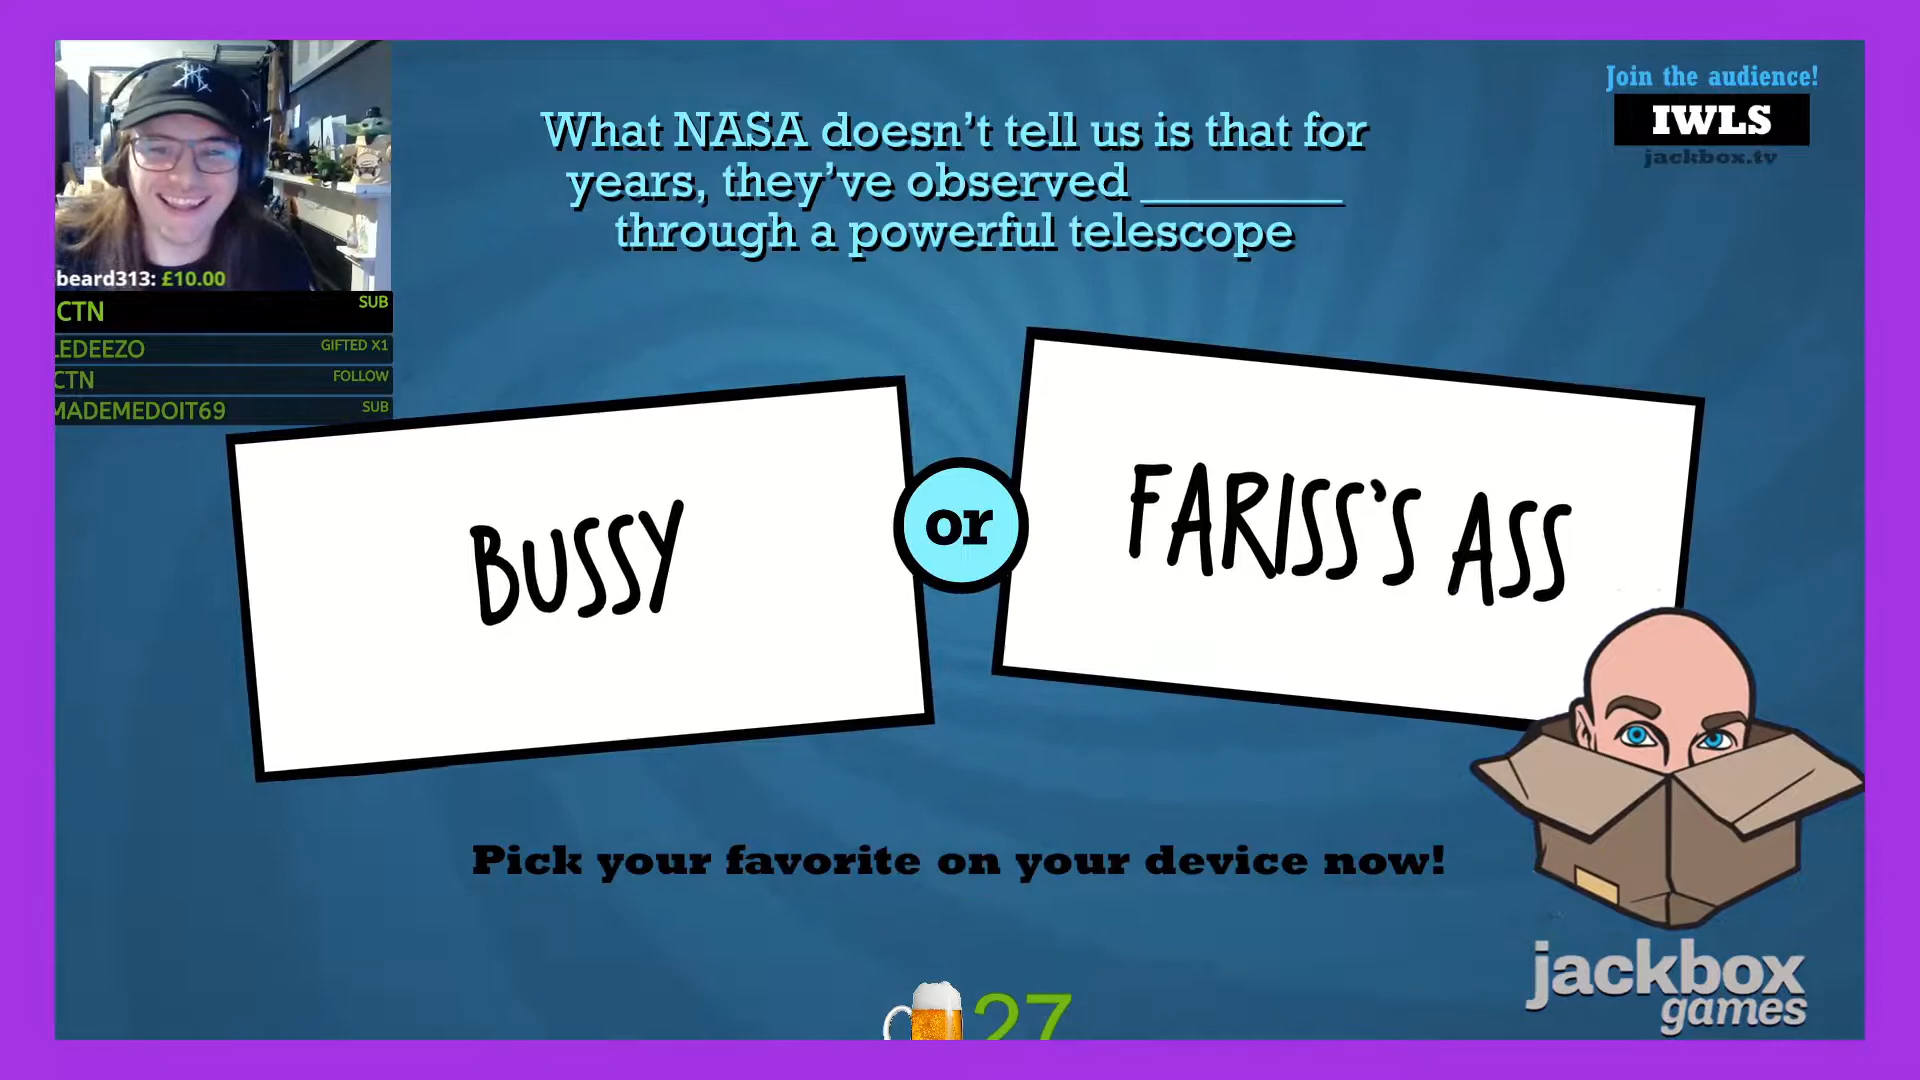 What NASA doesn't tell us is that for
years, they've observed ________
through a powerful telescope
Join the audience!
IWLS
jackbox.tv
beard313: £10.00
CTN SUB
LEDEEZO GIFTED X1
CTN FOLLOW
MADEMEDOIT69 SUB
BUSSY
or
FARISS'S ASS
Pick your favorite on your device now!
27
jackbox
games